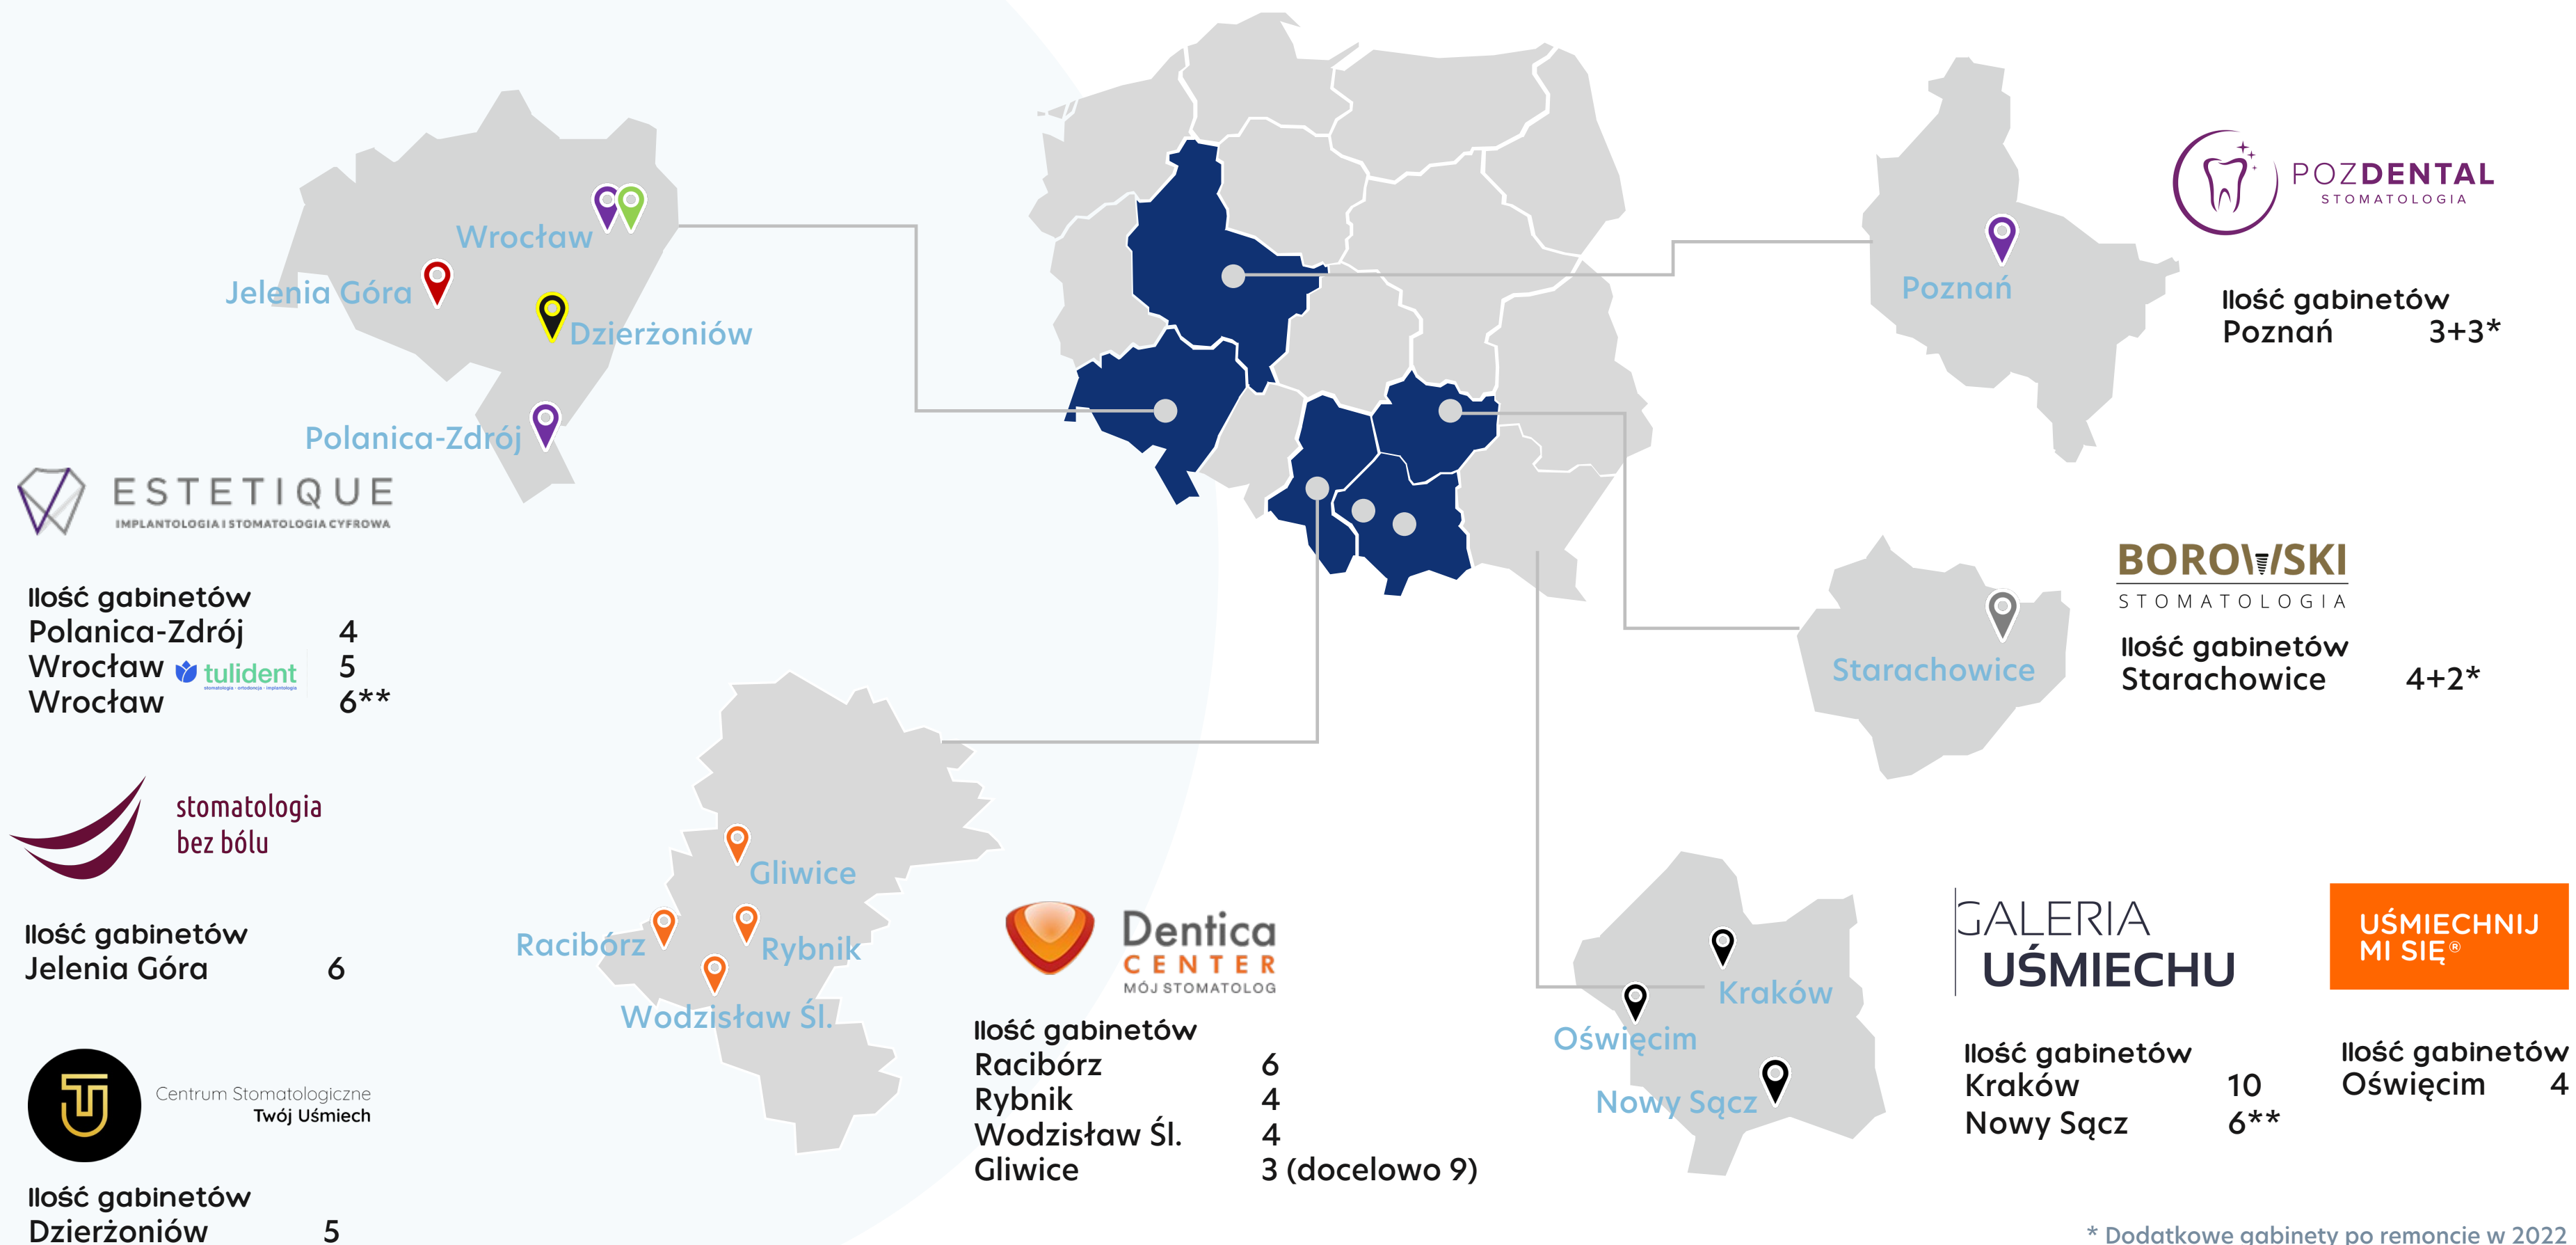 Wrocław
Jelenia Góra
Dzierżoniów
Polanica-Zdrój
ESTETIQUE
IMPLANTOLOGIA I STOMATOLOGIA CYFROWA
Ilość gabinetów
Polanica-Zdrój 4
Wrocław tulident 5
stomatologia - ortodoncja - implantologia
Wrocław 6**
stomatologia
bez bólu
Ilość gabinetów
Jelenia Góra 6
Centrum Stomatologiczne
Twój Uśmiech
Ilość gabinetów
Dzierżoniów 5
Gliwice
Racibórz
Rybnik
Wodzisław Śl.
Dentica
CENTER
MÓJ STOMATOLOG
Ilość gabinetów
Racibórz 6
Rybnik 4
Wodzisław Śl. 4
Gliwice 3 (docelowo 9)
Poznań
POZDENTAL
STOMATOLOGIA
Ilość gabinetów
Poznań 3+3*
Starachowice
BOROWSKI
STOMATOLOGIA
Ilość gabinetów
Starachowice 4+2*
Kraków
Oświęcim
Nowy Sącz
GALERIA
UŚMIECHU
Ilość gabinetów
Kraków 10
Nowy Sącz 6**
UŚMIECHNIJ
MI SIĘ®
Ilość gabinetów
Oświęcim 4
* Dodatkowe gabinety po remoncie w 2022